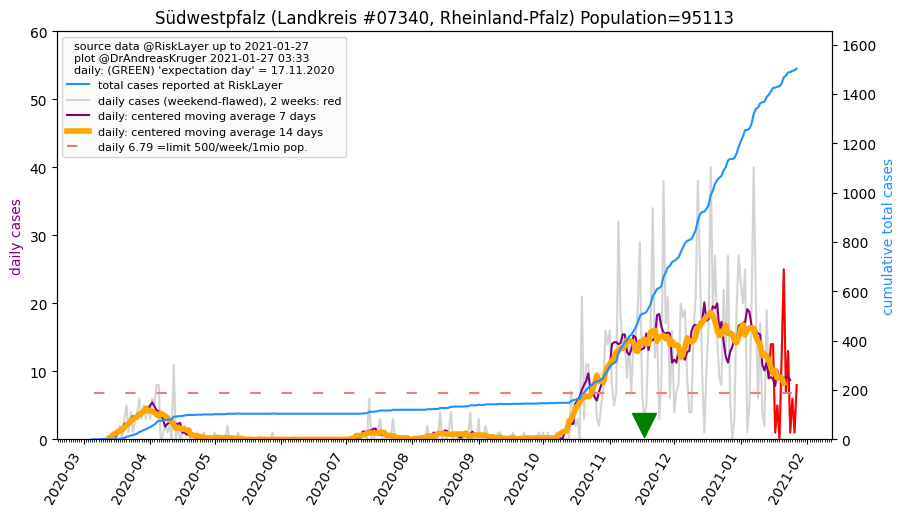 Südwestpfalz (Landkreis #07340, Rheinland-Pfalz) Population=95113
source data @RiskLayer up to 2021-01-27
plot @DrAndreasKruger 2021-01-27 03:33
daily: (GREEN) 'expectation day' = 17.11.2020
total cases reported at RiskLayer
daily cases (weekend-flawed), 2 weeks: red
daily: centered moving average 7 days
daily: centered moving average 14 days
daily 6.79 =limit 500/week/1mio pop.
daily cases
60
50
40
30
20
10
0
1600
1400
1200
1000
800
600
400
200
0
cumulative total cases
2020-03
2020-04
2020-05
2020-06
2020-07
2020-08
2020-09
2020-10
2020-11
2020-12
2021-01
2021-02